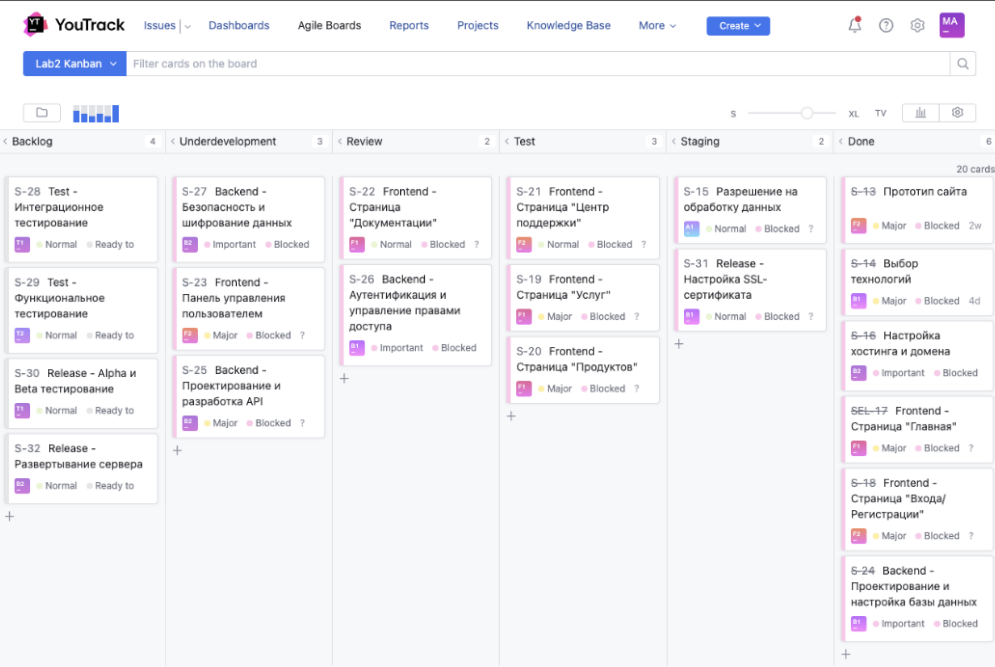 YT YouTrack Issues Dashboards Agile Boards Reports Projects Knowledge Base More Create MA
Lab2 Kanban Filter cards on the board
S XL TV
Backlog 4 Underdevelopment 3 Review 2 Test 3 Staging 2 Done 6
20 cards
S-28 Test -
Интеграционное
тестирование
T1 Normal Ready to
S-29 Test -
Функциональное
тестирование
T2 Normal Ready to
S-30 Release - Alpha и
Beta тестирование
T1 Normal Ready to
S-32 Release -
Развертывание сервера
B2 Normal Ready to
S-27 Backend -
Безопасность и
шифрование данных
B2 Important Blocked
S-23 Frontend -
Панель управления
пользователем
F2 Major Blocked ?
S-25 Backend -
Проектирование и
разработка API
B2 Major Blocked ?
S-22 Frontend -
Страница
"Документации"
F1 Normal Blocked ?
S-26 Backend -
Аутентификация и
управление правами
доступа
B1 Important Blocked
S-21 Frontend -
Страница "Центр
поддержки"
F2 Normal Blocked ?
S-19 Frontend -
Страница "Услуг"
F1 Major Blocked ?
S-20 Frontend -
Страница "Продуктов"
F1 Major Blocked ?
S-15 Разрешение на
обработку данных
A1 Normal Blocked ?
S-31 Release -
Настройка SSL-
сертификата
B1 Normal Blocked ?
S-13 Прототип сайта
F2 Major Blocked 2w
S-14 Выбор
технологий
B1 Major Blocked 4d
S-16 Настройка
хостинга и домена
B2 Important Blocked
SEL-17 Frontend -
Страница "Главная"
F1 Major Blocked ?
S-18 Frontend -
Страница "Входа/
Регистрации"
F2 Major Blocked ?
S-24 Backend -
Проектирование и
настройка базы данных
B1 Important Blocked